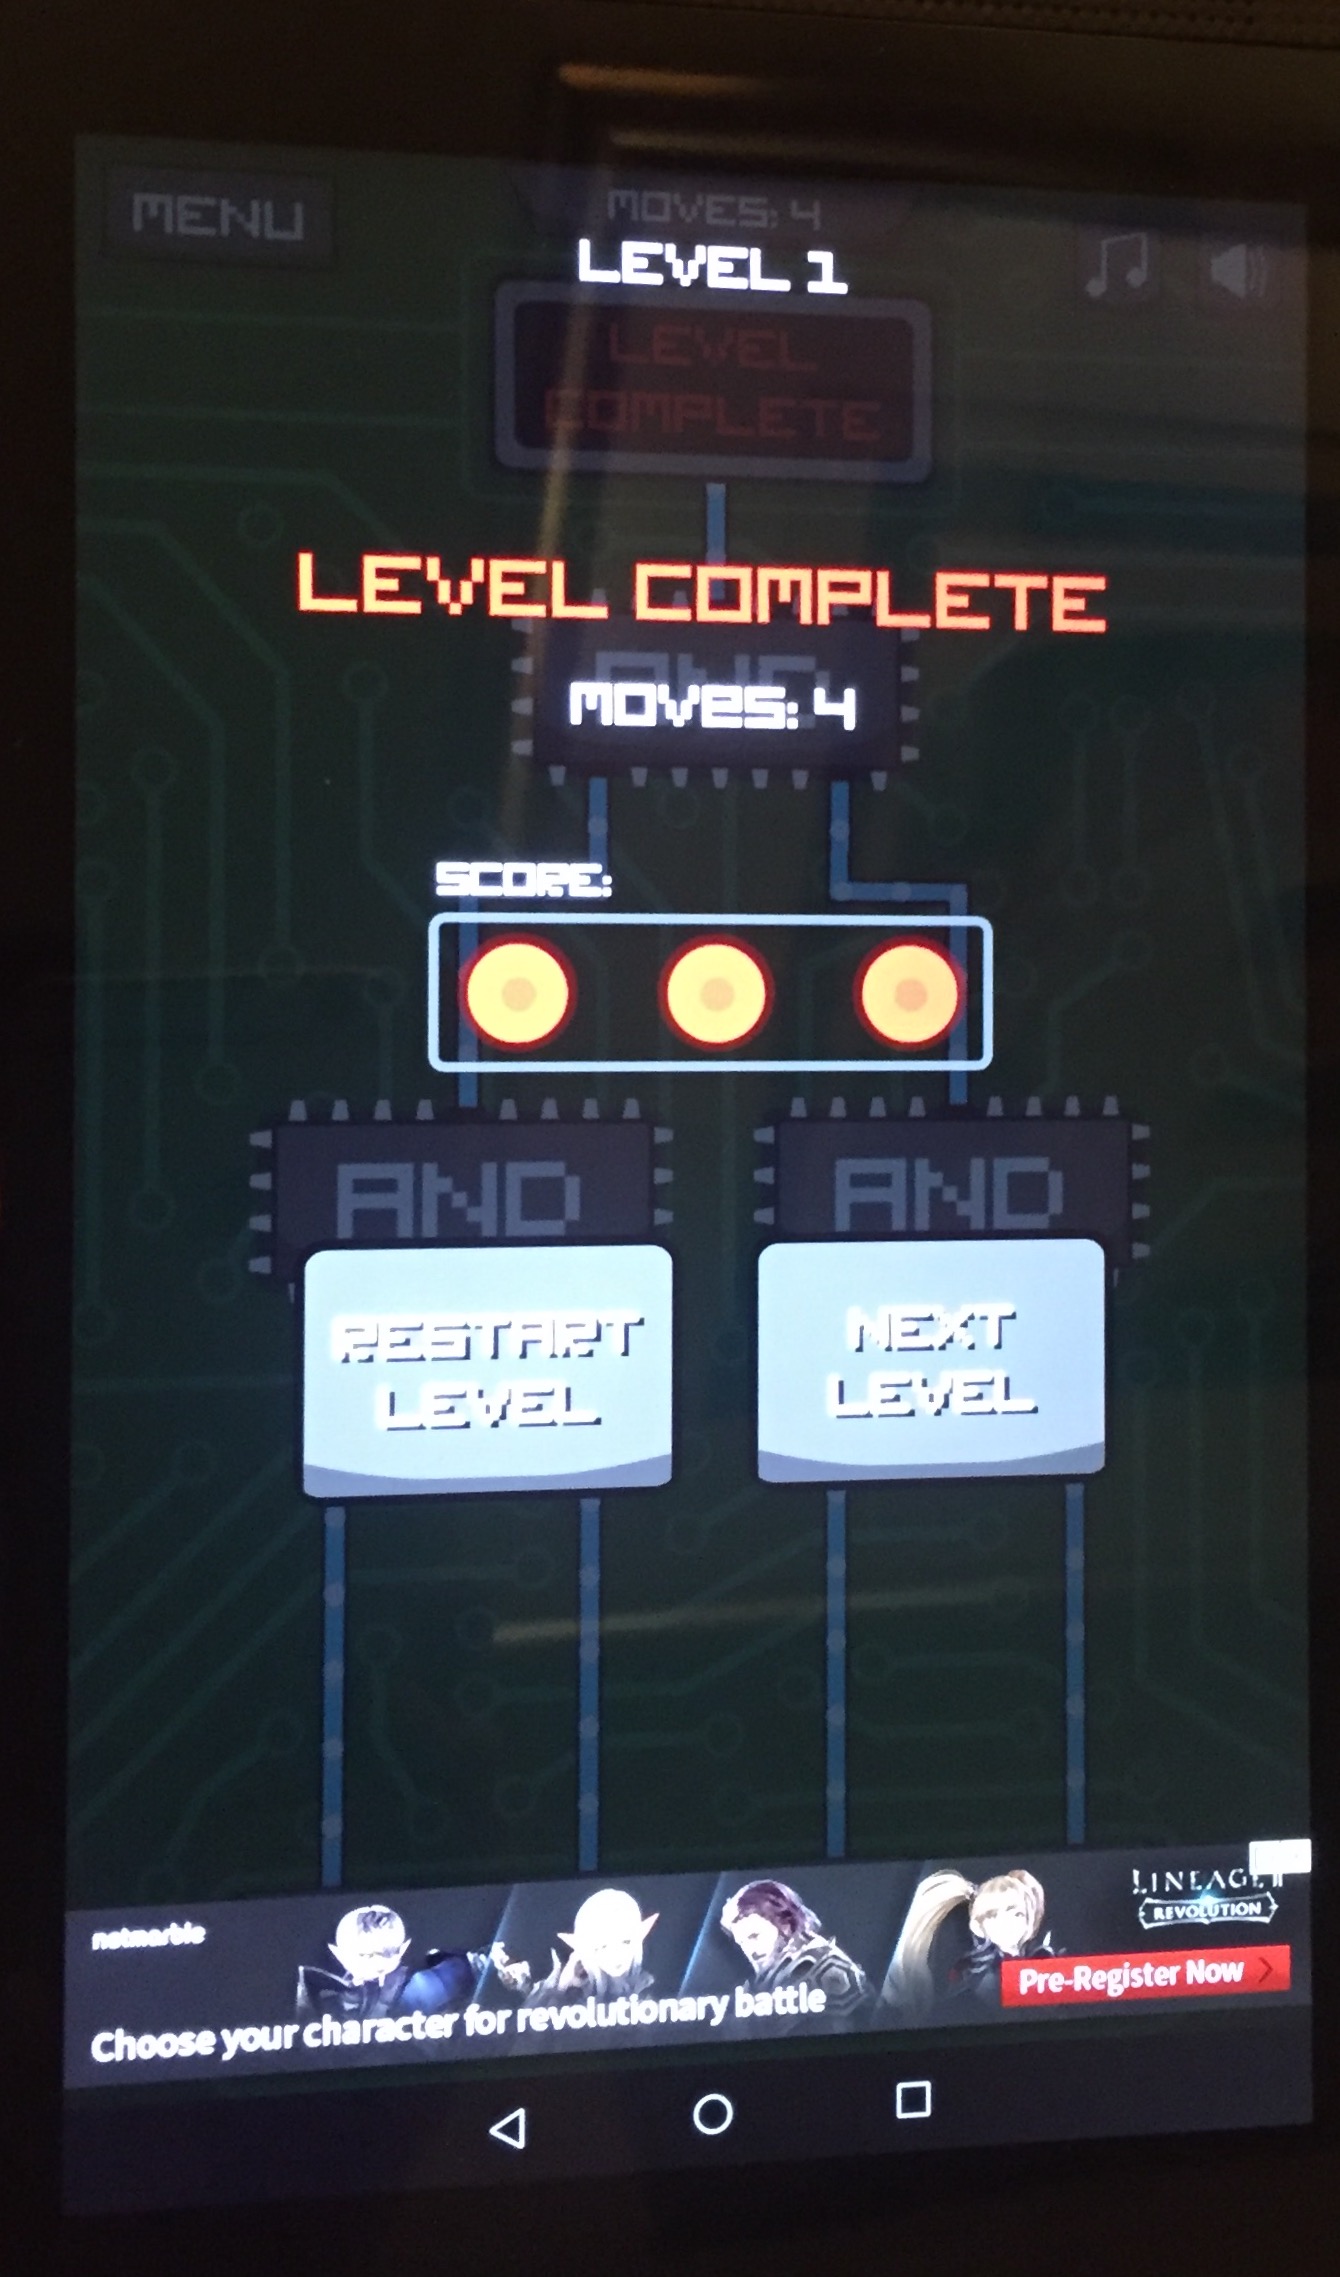 MENU
MOVES: 4
LEVEL 1
LEVEL
COMPLETE
LEVEL COMPLETE
AND
MOVES: 4
SCORE:
AND
AND
RESTART
LEVEL
NEXT
LEVEL
netmarble
LINEAGE II
REVOLUTION
Pre-Register Now
Choose your character for revolutionary battle